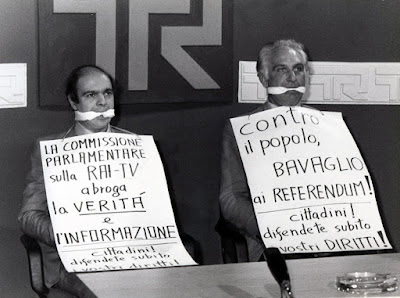 LA COMMISSIONE
PARLAMENTARE
sulla RAI-TV
abroga
la VERITÁ
e
l'INFORMAZIONE
Cittadini!
difendete subito
i vostri diritti!
Contro
il popolo,
BAVAGLIO
ai REFERENDUM!
Cittadini!
difendete subito
i vostri DIRITTI!